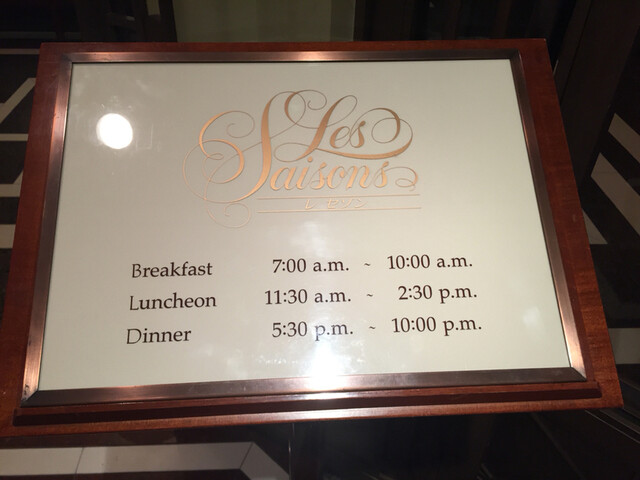 Les
Saisons
レ セゾン
Breakfast 7:00 a.m. ~ 10:00 a.m.
Luncheon 11:30 a.m. ~ 2:30 p.m.
Dinner 5:30 p.m. ~ 10:00 p.m.